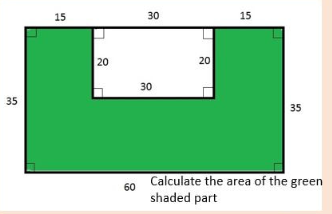 15 30 15
20 20
30
35 35
60 Calculate the area of the green
shaded part